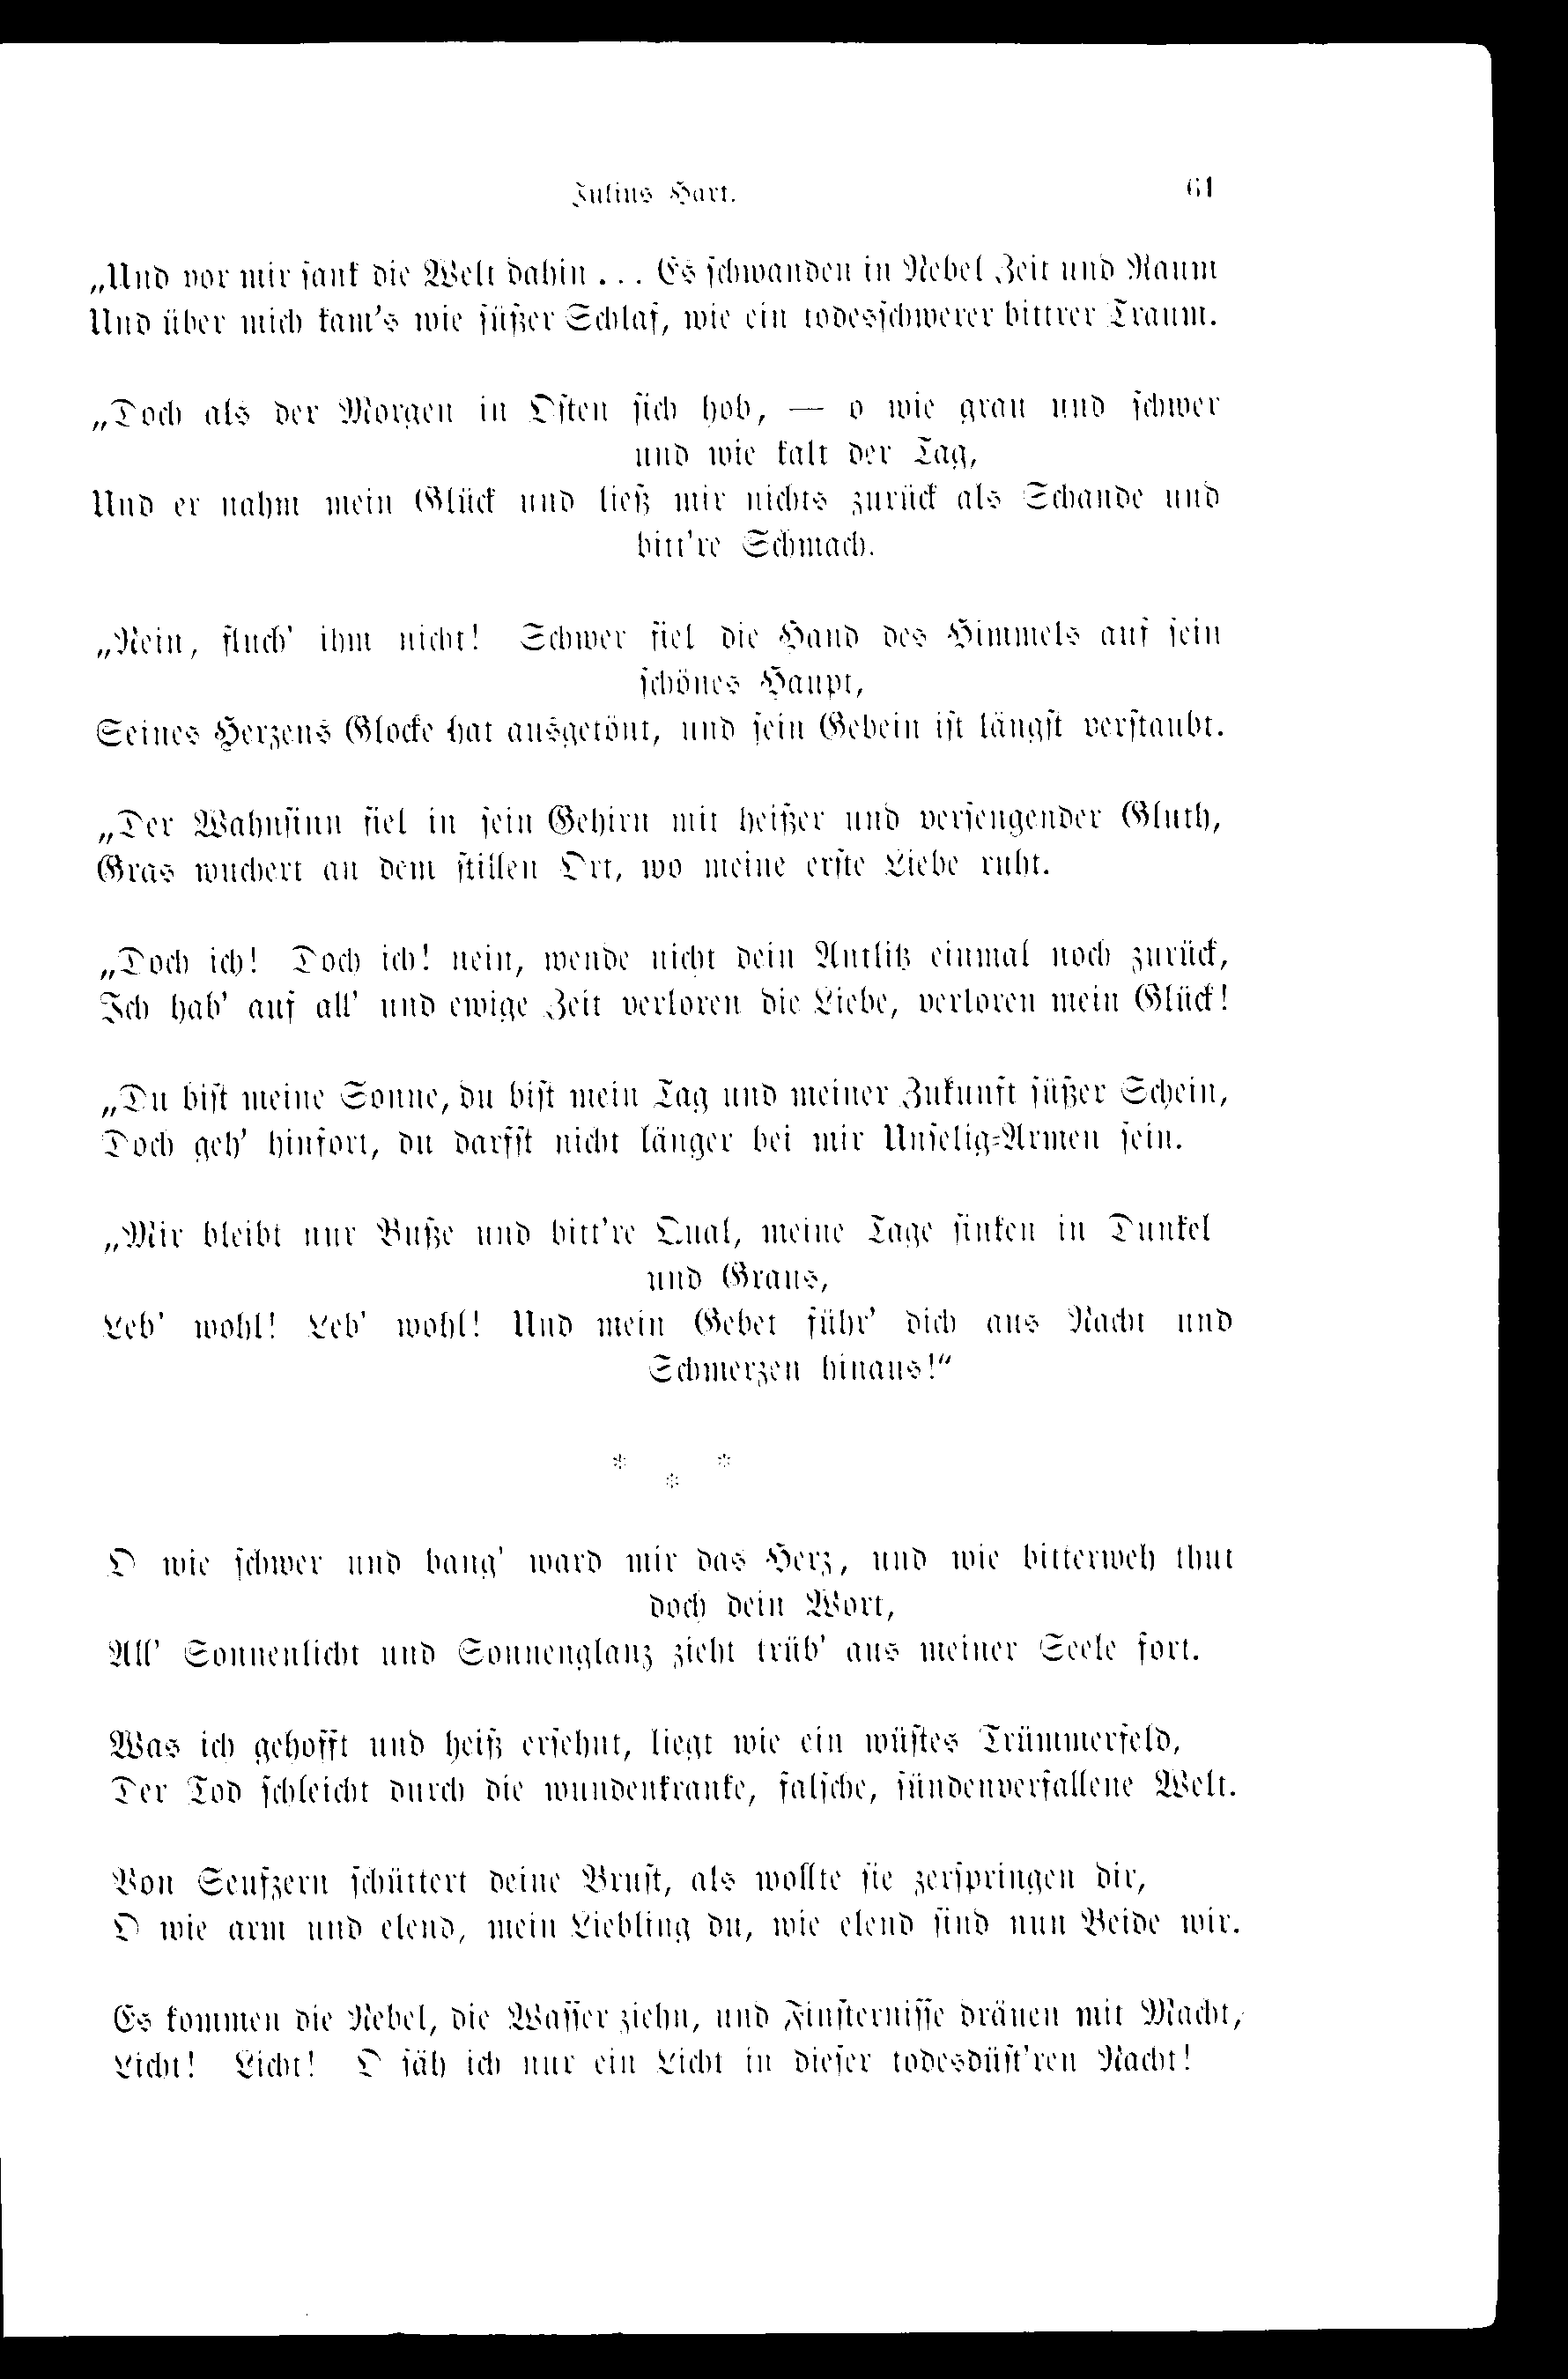 Julius Hart. 61
„Und vor mir sank die Welt dahin ... Es schwanden in Nebel Zeit und Raum
Und über mich kam's wie süßer Schlaf, wie ein todesschwerer bittrer Traum.
„Doch als der Morgen in Osten sich hob, — o wie grau und schwer
und wie kalt der Tag,
Und er nahm mein Glück und ließ mir nichts zurück als Schande und
bitt're Schmach.
„Nein, fluch' ihm nicht! Schwer fiel die Hand des Himmels auf sein
schönes Haupt,
Seines Herzens Glocke hat ausgetönt, und sein Gebein ist längst verstaubt.
„Der Wahnsinn fiel in sein Gehirn mit heißer und versengender Gluth,
Gras wuchert an dem stillen Ort, wo meine erste Liebe ruht.
„Doch ich! Doch ich! nein, wende nicht dein Antlitz einmal noch zurück,
Ich hab' auf all' und ewige Zeit verloren die Liebe, verloren mein Glück!
„Du bist meine Sonne, du bist mein Tag und meiner Zukunft süßer Schein,
Doch geh' hinfort, du darfst nicht länger bei mir Unselig-Armen sein.
„Mir bleibt nur Buße und bitt're Qual, meine Tage sinken in Dunkel
und Graus,
Leb' wohl! Leb' wohl! Und mein Gebet führ' dich aus Nacht und
Schmerzen hinaus!“
* * *
O wie schwer und bang' ward mir das Herz, und wie bitterweh thut
doch dein Wort,
All' Sonnenlicht und Sonnenglanz zieht trüb' aus meiner Seele fort.
Was ich gehofft und heiß ersehnt, liegt wie ein wüstes Trümmerfeld,
Der Tod schleicht durch die wundenkranke, falsche, sündenverfallene Welt.
Von Seufzern schüttert deine Brust, als wollte sie zerspringen dir,
O wie arm und elend, mein Liebling du, wie elend sind nun Beide wir.
Es kommen die Nebel, die Wasser ziehn, und Finsternisse dräuen mit Macht,
Licht! Licht! O säh ich nur ein Licht in dieser todesdüst'ren Nacht!